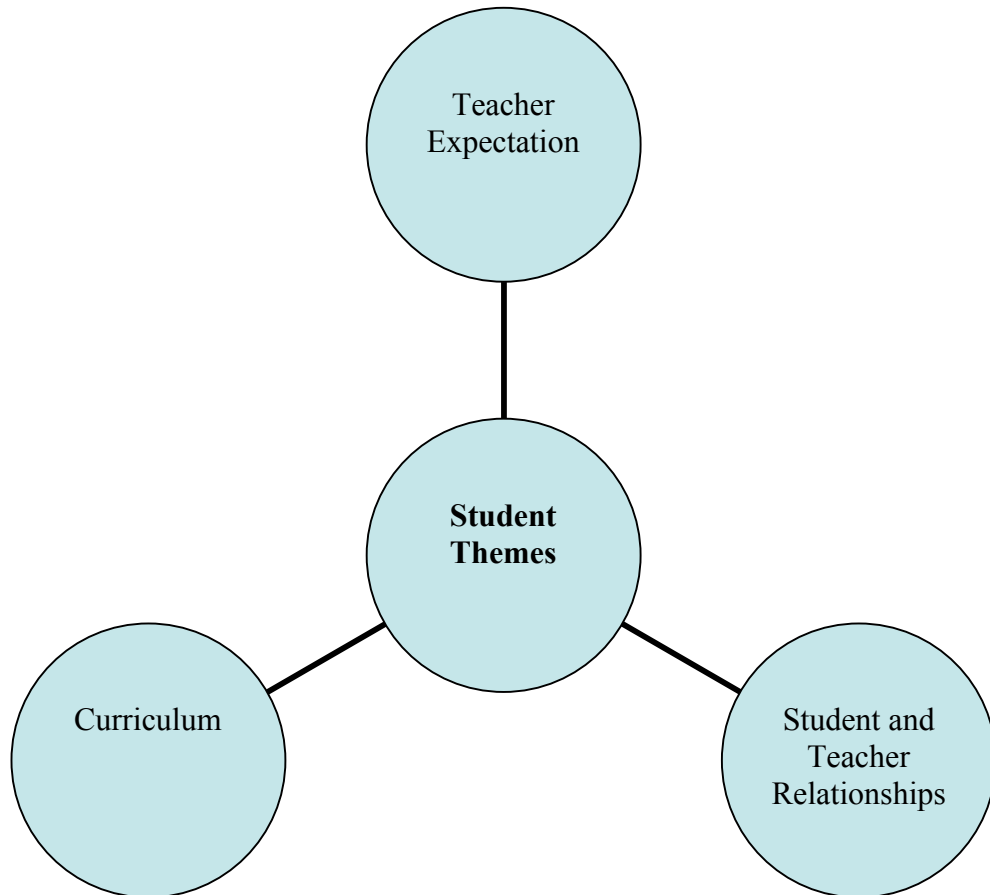 Teacher
Expectation
Student
Themes
Curriculum
Student and
Teacher
Relationships